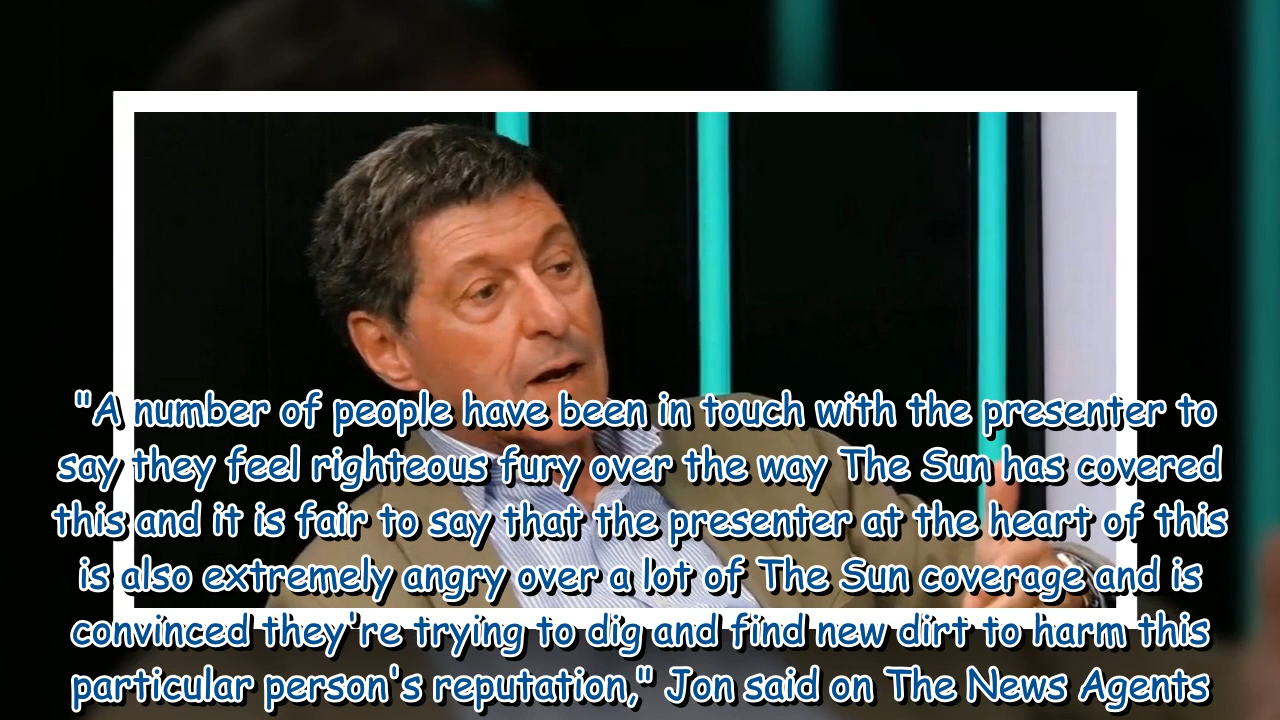 "A number of people have been in touch with the presenter to
say they feel righteous fury over the way The Sun has covered
this and it is fair to say that the presenter at the heart of this
is also extremely angry over a lot of The Sun coverage and is
convinced they're trying to dig and find new dirt to harm this
particular person's reputation," Jon said on The News Agents